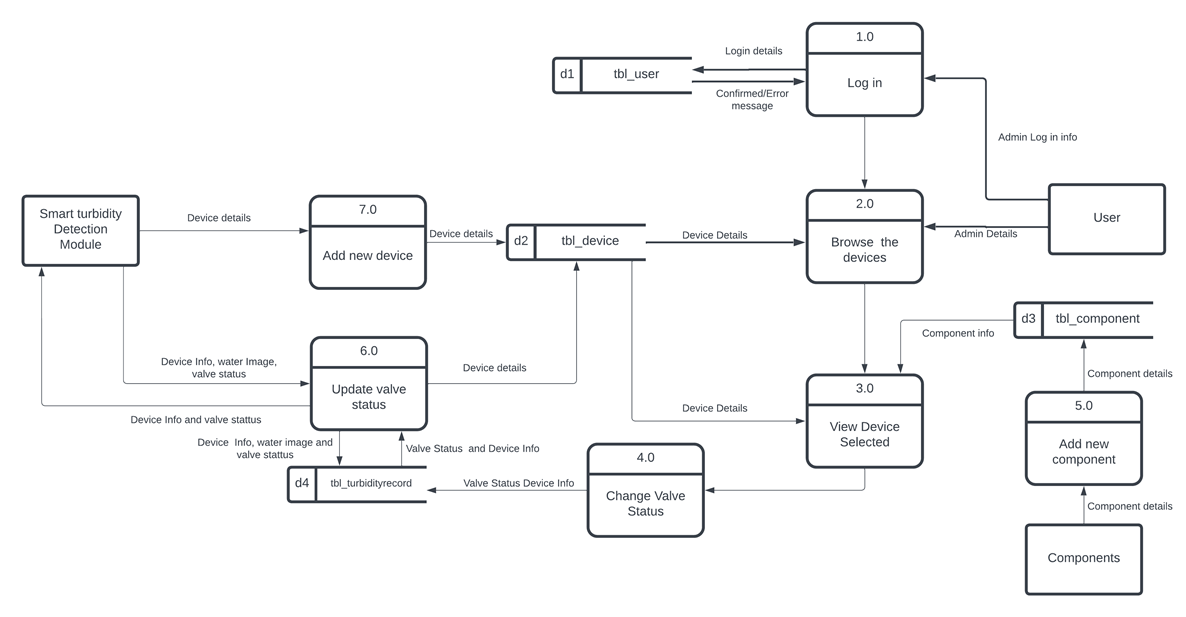 1.0
Log in
Login details
d1
tbl_user
Confirmed/Error
message
Admin Log in info
Smart turbidity
Detection
Module
Device details
7.0
Add new device
Device details
d2
tbl_device
Device Details
2.0
Browse  the
devices
Admin Details
User
d3
tbl_component
Component info
6.0
Update valve
status
Device Info, water Image,
valve status
Device details
Device Info and valve stattus
Device  Info, water image and
valve stattus
Valve Status  and Device Info
Device Details
3.0
View Device
Selected
Component details
5.0
Add new
component
d4
tbl_turbidityrecord
Valve Status Device Info
4.0
Change Valve
Status
Component details
Components